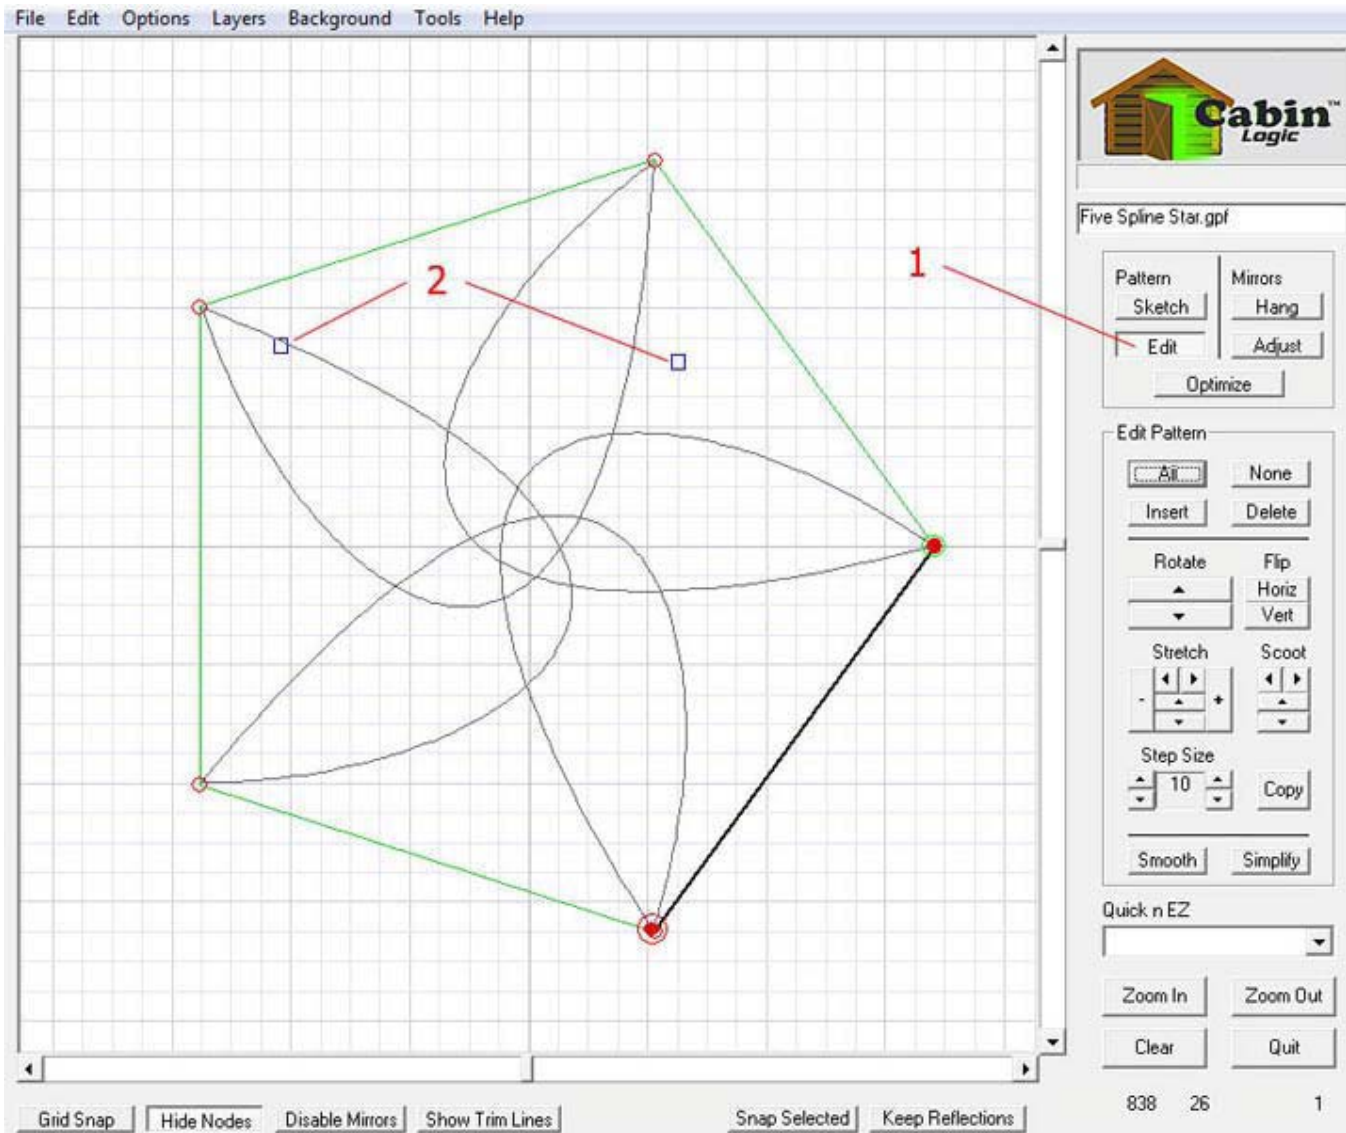 File Edit Options Layers Background Tools Help
Cabin™
Logic
Five Spline Star.gpf
1
2
Pattern Mirrors
Sketch Hang
Edit Adjust
Optimize
Edit Pattern
All None
Insert Delete
Rotate Flip
Horiz
Vert
Stretch Scoot
- +
Step Size
10 Copy
Smooth Simplify
Quick n EZ
Zoom In Zoom Out
Clear Quit
838 26 1
Grid Snap Hide Nodes Disable Mirrors Show Trim Lines Snap Selected Keep Reflections